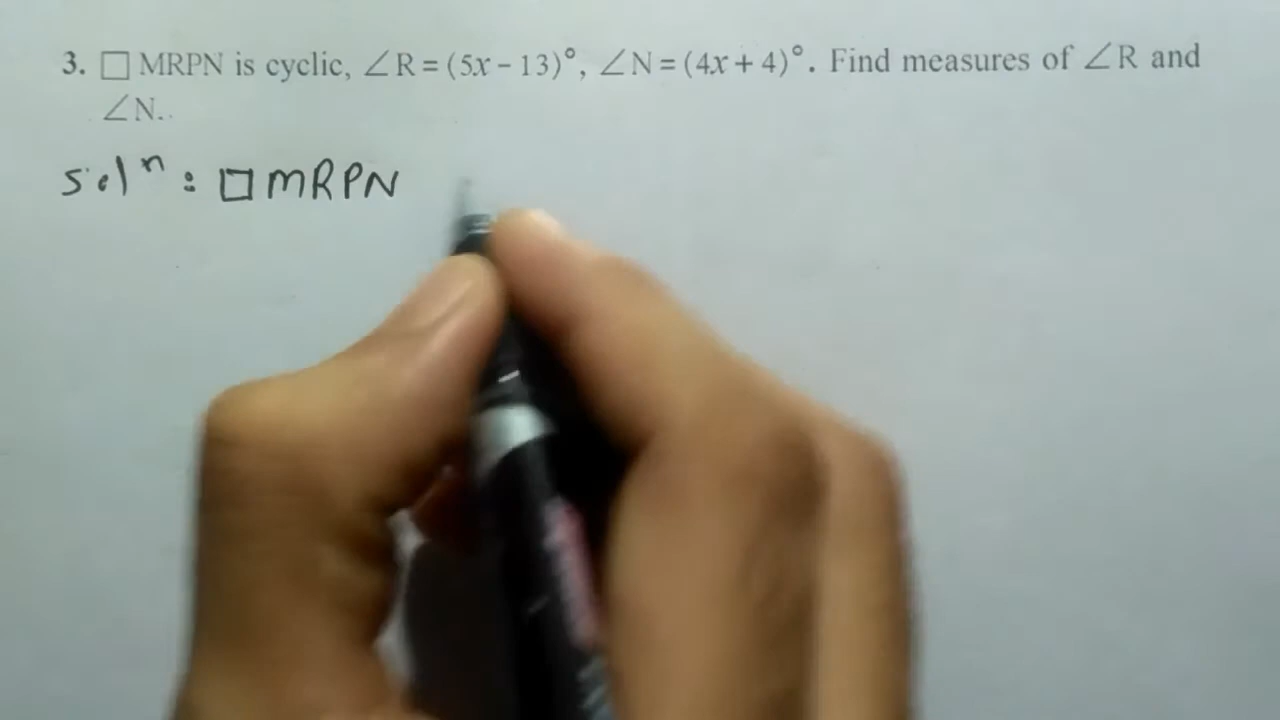 3. □ MRPN is cyclic, ∠R = (5x − 13)°, ∠N = (4x + 4)°. Find measures of ∠R and
∠N..
Solⁿ : □ MRPN